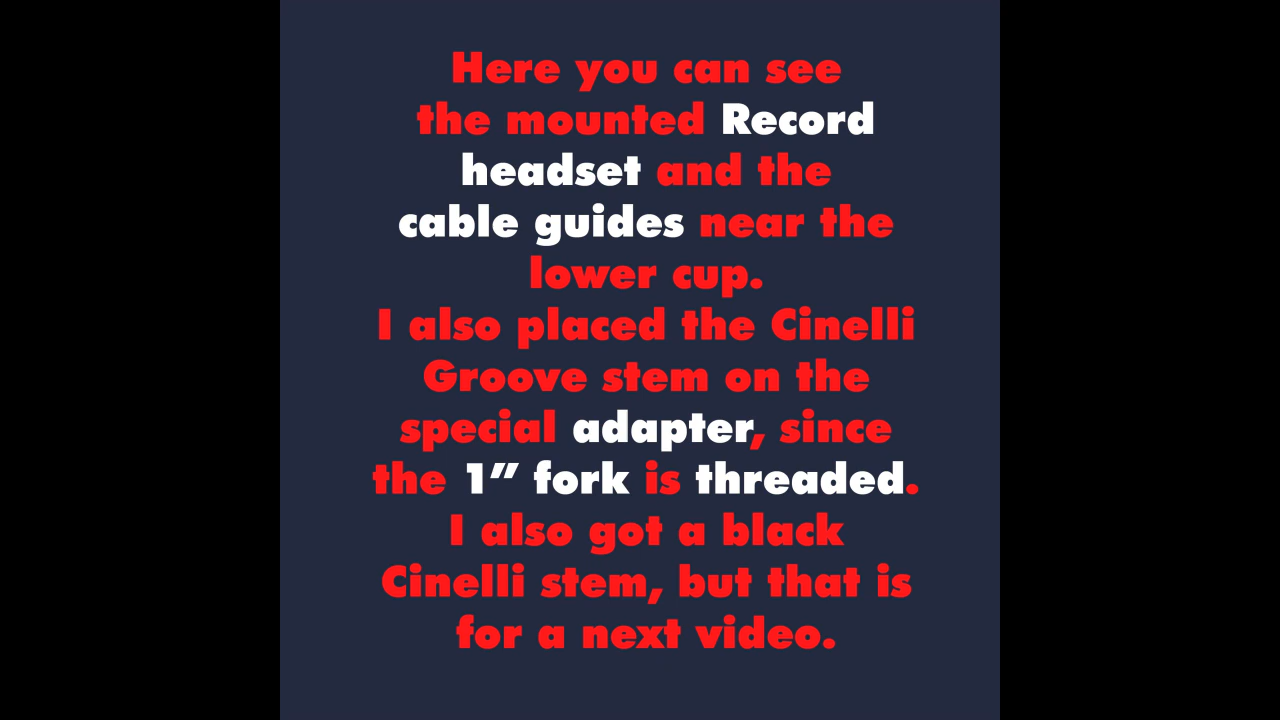 Here you can see
the mounted Record
headset and the
cable guides near the
lower cup.
I also placed the Cinelli
Groove stem on the
special adapter, since
the 1” fork is threaded.
I also got a black
Cinelli stem, but that is
for a next video.